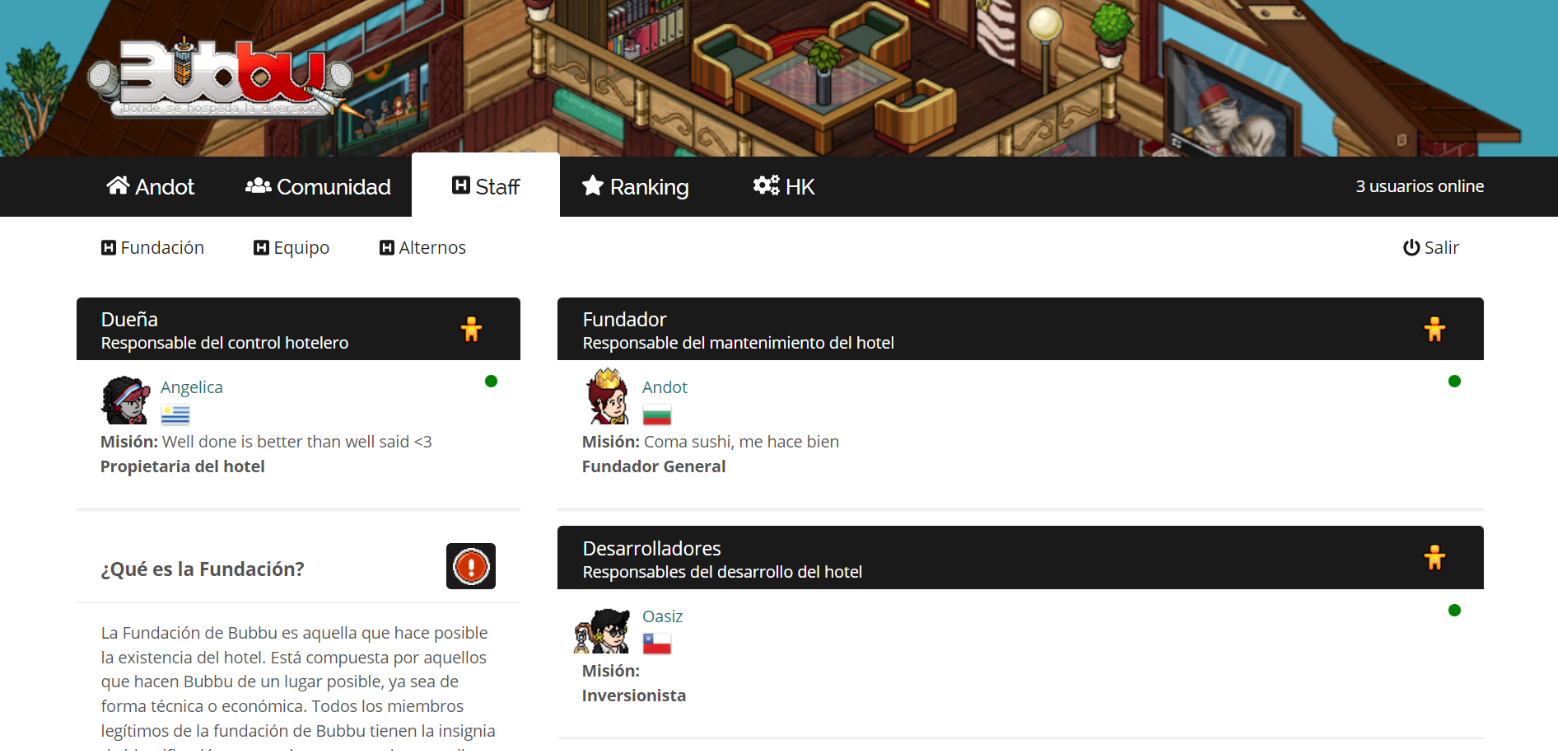 Bubbu
¡Donde se hospeda la diversión!
Andot
Comunidad
Staff
Ranking
HK
3 usuarios online
Fundación
Equipo
Alternos
Salir
Dueña
Responsable del control hotelero
Angelica
Misión: Well done is better than well said <3
Propietaria del hotel
¿Qué es la Fundación?
La Fundación de Bubbu es aquella que hace posible
la existencia del hotel. Está compuesta por aquellos
que hacen Bubbu de un lugar posible, ya sea de
forma técnica o económica. Todos los miembros
legítimos de la fundación de Bubbu tienen la insignia
Fundador
Responsable del mantenimiento del hotel
Andot
Misión: Coma sushi, me hace bien
Fundador General
Desarrolladores
Responsables del desarrollo del hotel
Oasiz
Misión:
Inversionista